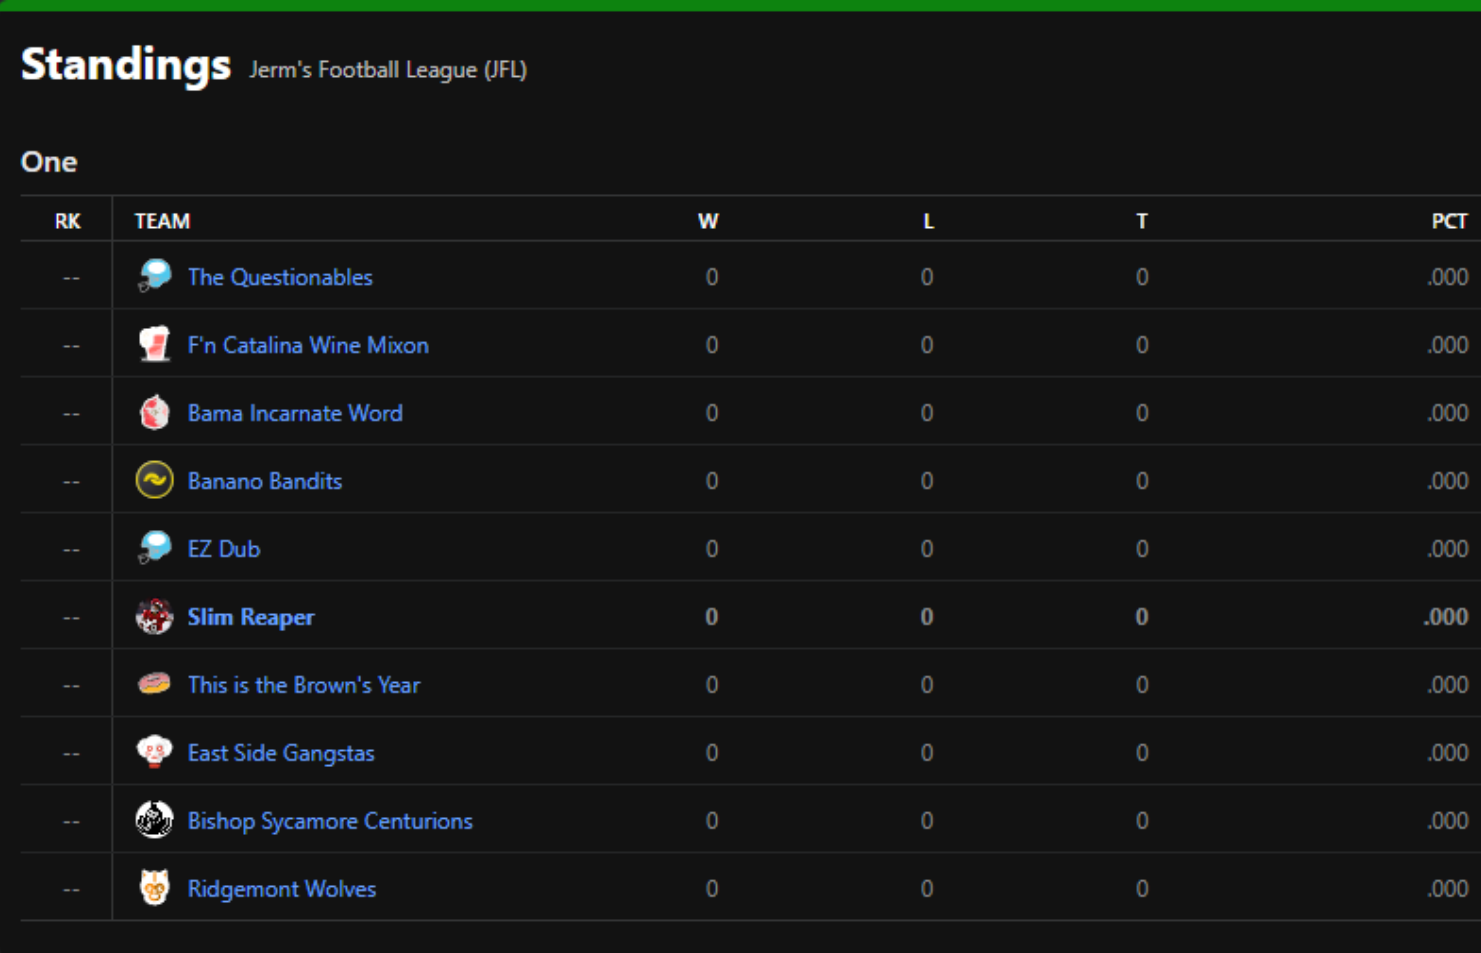 Standings Jerm's Football League (JFL)
One
RK TEAM W L T PCT
-- The Questionables 0 0 0 .000
-- F'n Catalina Wine Mixon 0 0 0 .000
-- Bama Incarnate Word 0 0 0 .000
-- Banano Bandits 0 0 0 .000
-- EZ Dub 0 0 0 .000
-- Slim Reaper 0 0 0 .000
-- This is the Brown's Year 0 0 0 .000
-- East Side Gangstas 0 0 0 .000
-- Bishop Sycamore Centurions 0 0 0 .000
-- Ridgemont Wolves 0 0 0 .000